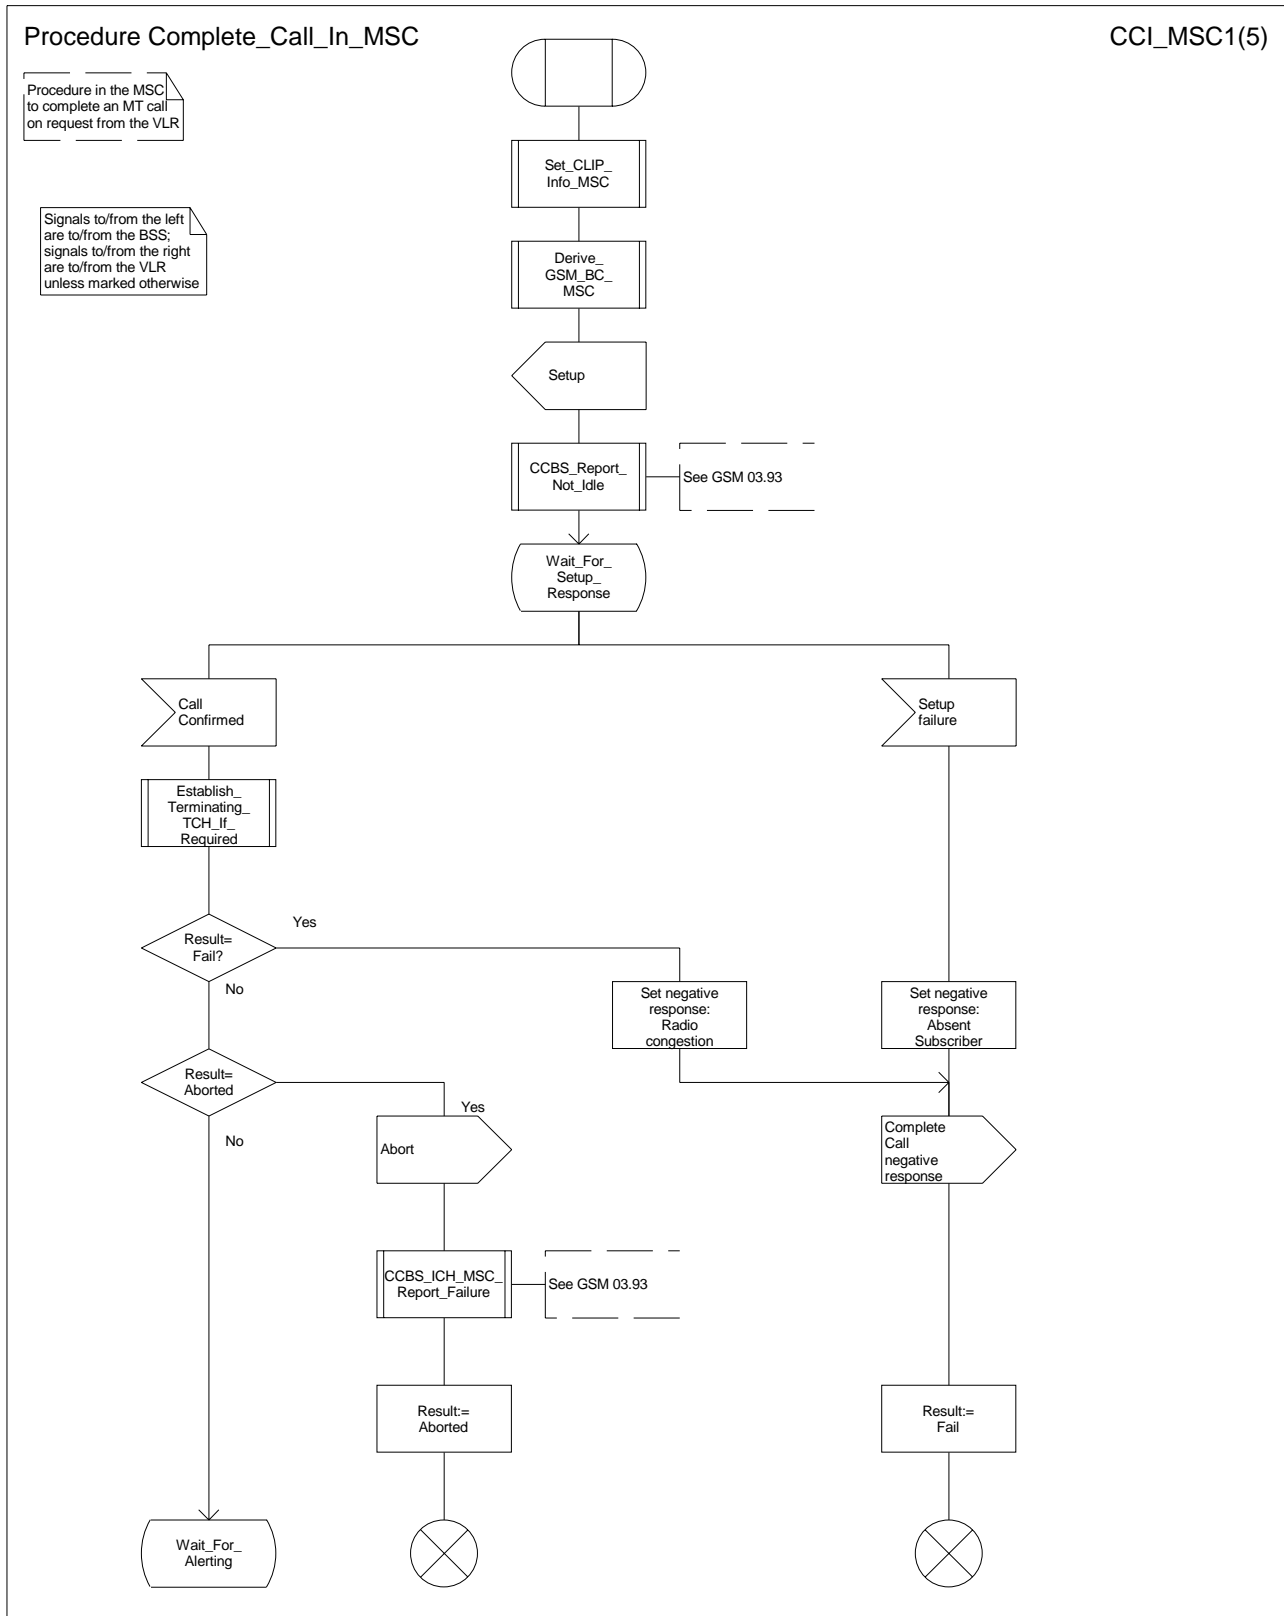 Procedure Complete_Call_In_MSC
CCI_MSC1(5)
Procedure in the MSC
to complete an MT call
on request from the VLR
Signals to/from the left
are to/from the BSS;
signals to/from the right
are to/from the VLR
unless marked otherwise
Set_CLIP_
Info_MSC
Derive_
GSM_BC_
MSC
Setup
CCBS_Report_
Not_Idle
See GSM 03.93
Wait_For_
Setup_
Response
Call
Confirmed
Setup
failure
Establish_
Terminating_
TCH_If_
Required
Result=
Fail?
Yes
No
Set negative
response:
Radio
congestion
Set negative
response:
Absent
Subscriber
Result=
Aborted
Yes
No
Abort
Complete
Call
negative
response
CCBS_ICH_MSC_
Report_Failure
See GSM 03.93
Result:=
Aborted
Result:=
Fail
Wait_For_
Alerting